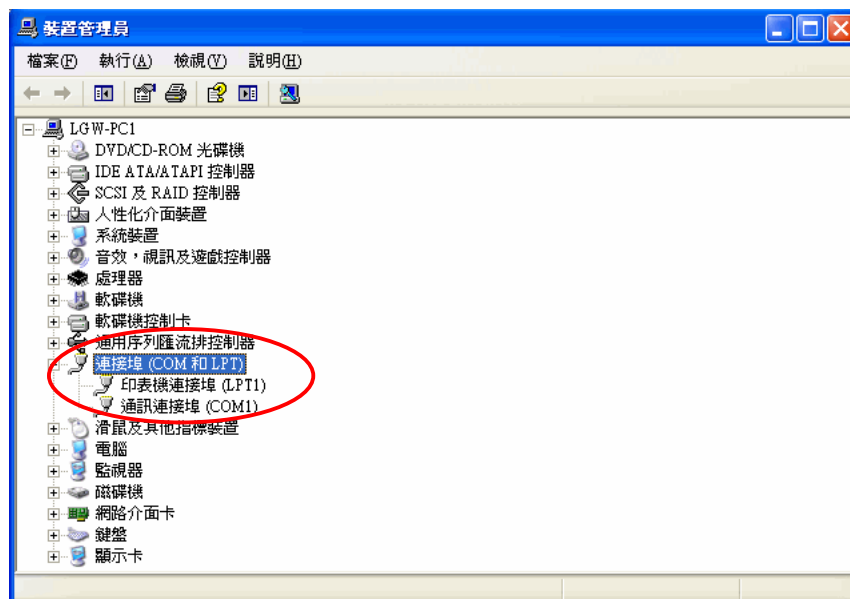 裝置管理員
檔案(F) 執行(A) 檢視(V) 說明(H)
LGW-PC1
DVD/CD-ROM 光碟機
IDE ATA/ATAPI 控制器
SCSI 及 RAID 控制器
人性化介面裝置
系統裝置
音效，視訊及遊戲控制器
處理器
軟碟機
軟碟機控制卡
通用序列匯流排控制器
連接埠 (COM 和 LPT)
印表機連接埠 (LPT1)
通訊連接埠 (COM1)
滑鼠及其他指標裝置
電腦
監視器
磁碟機
網路介面卡
鍵盤
顯示卡